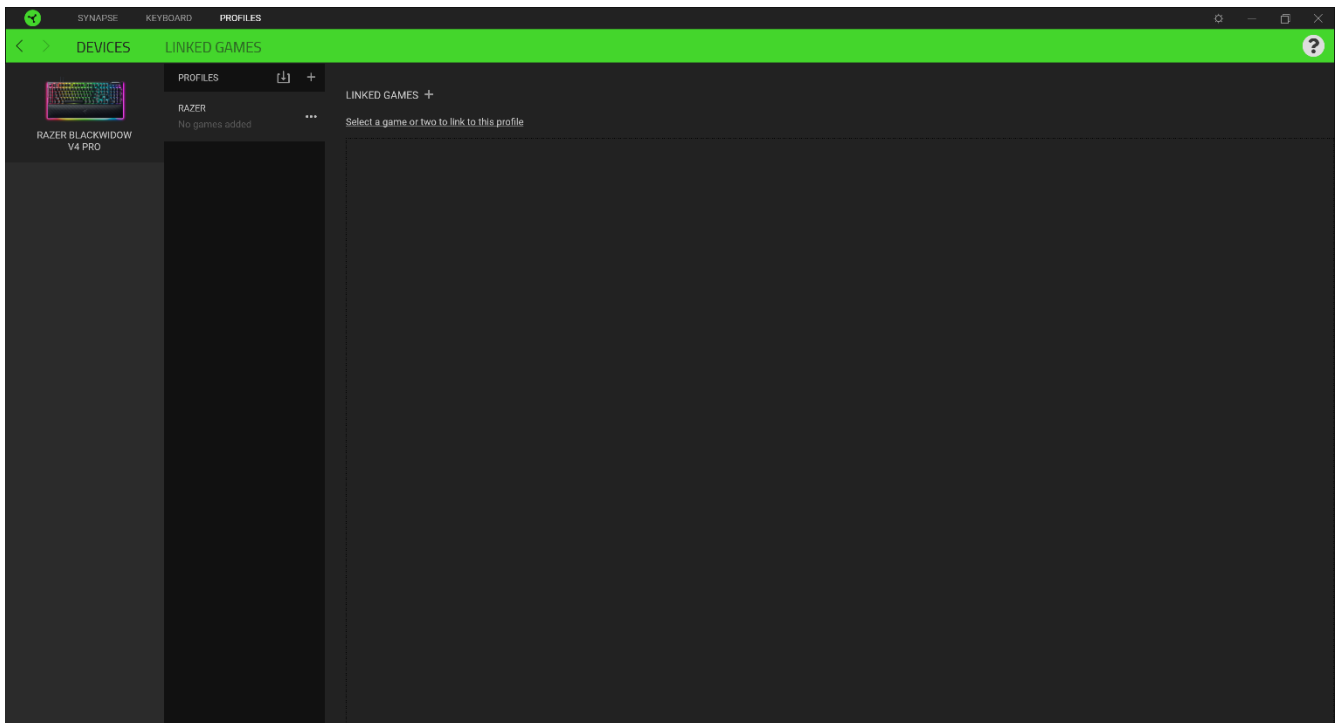 SYNAPSE KEYBOARD PROFILES
DEVICES LINKED GAMES ?
RAZER BLACKWIDOW
V4 PRO
PROFILES
RAZER
No games added
LINKED GAMES
Select a game or two to link to this profile